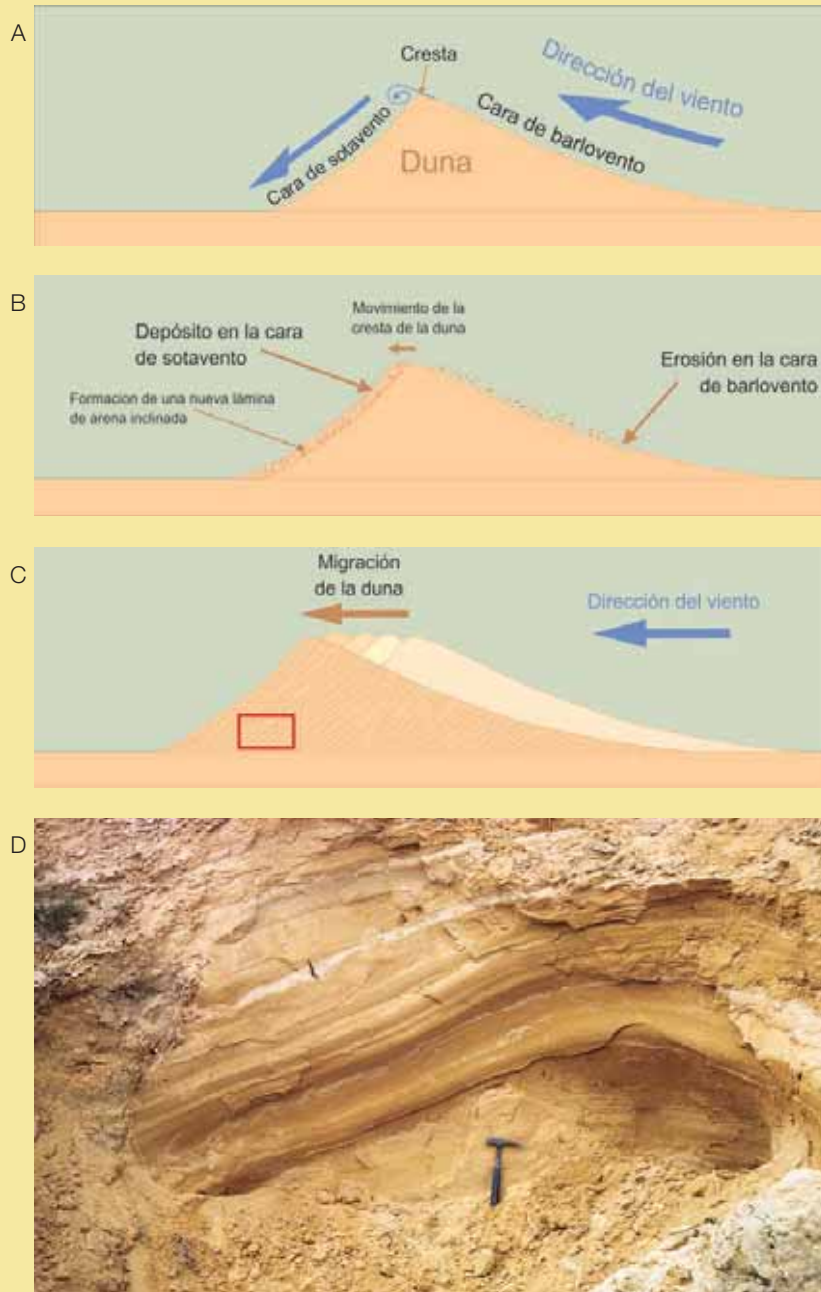 A
Cresta
Dirección del viento
Cara de sotavento
Cara de barlovento
Duna
B
Movimiento de la
cresta de la duna
Depósito en la cara
de sotavento
Formacion de una nueva lámina
de arena inclinada
Erosión en la cara
de barlovento
C
Migración
de la duna
Dirección del viento
D